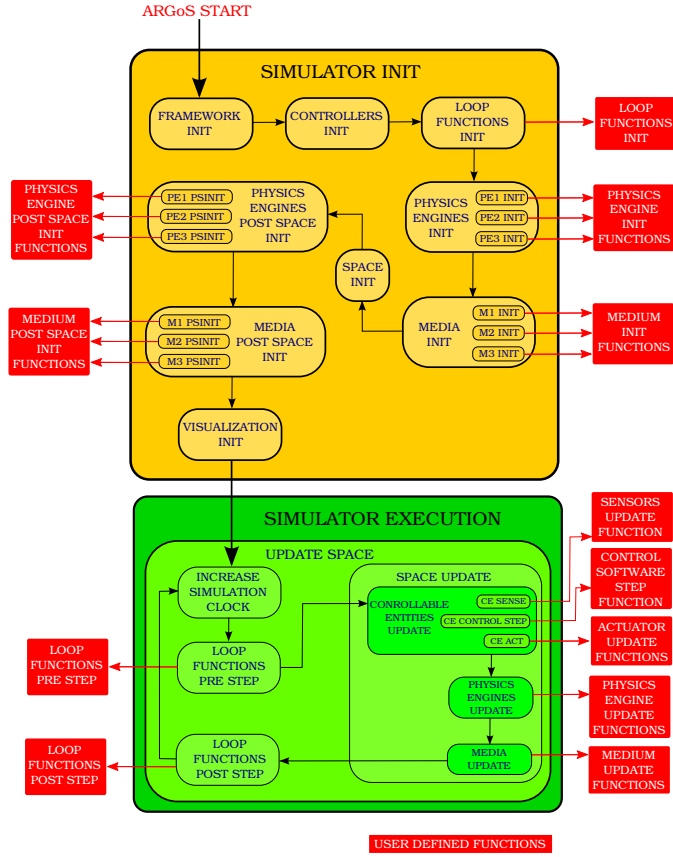 ARGoS START
SIMULATOR INIT
FRAMEWORK
INIT
CONTROLLERS
INIT
LOOP
FUNCTIONS
INIT
LOOP
FUNCTIONS
INIT
PHYSICS
ENGINE
POST SPACE
INIT
FUNCTIONS
PE1 PSINIT
PE2 PSINIT
PE3 PSINIT
PHYSICS
ENGINES
POST SPACE
INIT
SPACE
INIT
PHYSICS
ENGINES
INIT
PE1 INIT
PE2 INIT
PE3 INIT
PHYSICS
ENGINE
INIT
FUNCTIONS
MEDIUM
POST SPACE
INIT
FUNCTIONS
M1 PSINIT
M2 PSINIT
M3 PSINIT
MEDIA
POST SPACE
INIT
MEDIA
INIT
M1 INIT
M2 INIT
M3 INIT
MEDIUM
INIT
FUNCTIONS
VISUALIZATION
INIT
SIMULATOR EXECUTION
UPDATE SPACE
INCREASE
SIMULATION
CLOCK
SPACE UPDATE
CONROLLABLE
ENTITIES
UPDATE
CE SENSE
CE CONTROL STEP
CE ACT
SENSORS
UPDATE
FUNCTION
CONTROL
SOFTWARE
STEP
FUNCTION
ACTUATOR
UPDATE
FUNCTIONS
LOOP
FUNCTIONS
PRE STEP
LOOP
FUNCTIONS
PRE STEP
PHYSICS
ENGINES
UPDATE
PHYSICS
ENGINE
UPDATE
FUNCTIONS
LOOP
FUNCTIONS
POST STEP
LOOP
FUNCTIONS
POST STEP
MEDIA
UPDATE
MEDIUM
UPDATE
FUNCTIONS
USER DEFINED FUNCTIONS